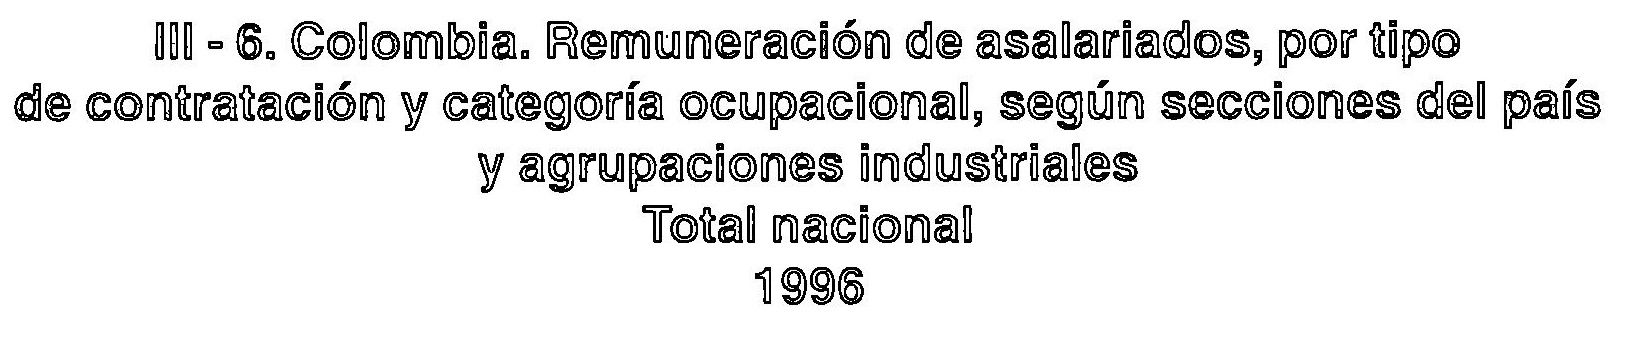 III - 6. Colombia. Remuneración de asalariados, por tipo
de contratación y categoría ocupacional, según secciones del país
y agrupaciones industriales
Total nacional
1996